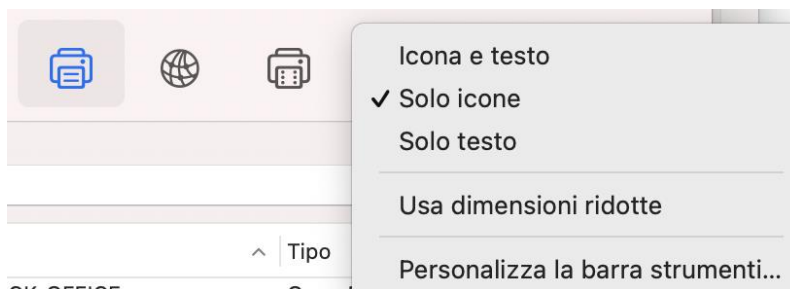 Icona e testo
✓ Solo icone
Solo testo
Usa dimensioni ridotte
Tipo
Personalizza la barra strumenti...